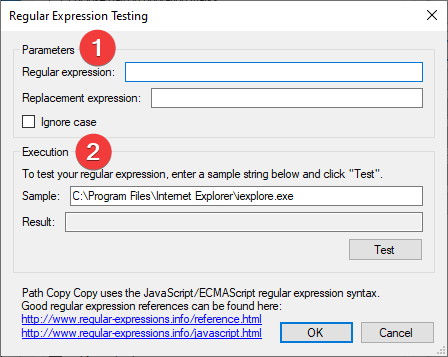 Regular Expression Testing
Parameters 1
Regular expression:
Replacement expression:
Ignore case
Execution 2
To test your regular expression, enter a sample string below and click "Test".
Sample: C:\Program Files\Internet Explorer\iexplore.exe
Result:
Test
Path Copy Copy uses the JavaScript/ECMAScript regular expression syntax.
Good regular expression references can be found here:
http://www.regular-expressions.info/reference.html
http://www.regular-expressions.info/javascript.html
OK Cancel